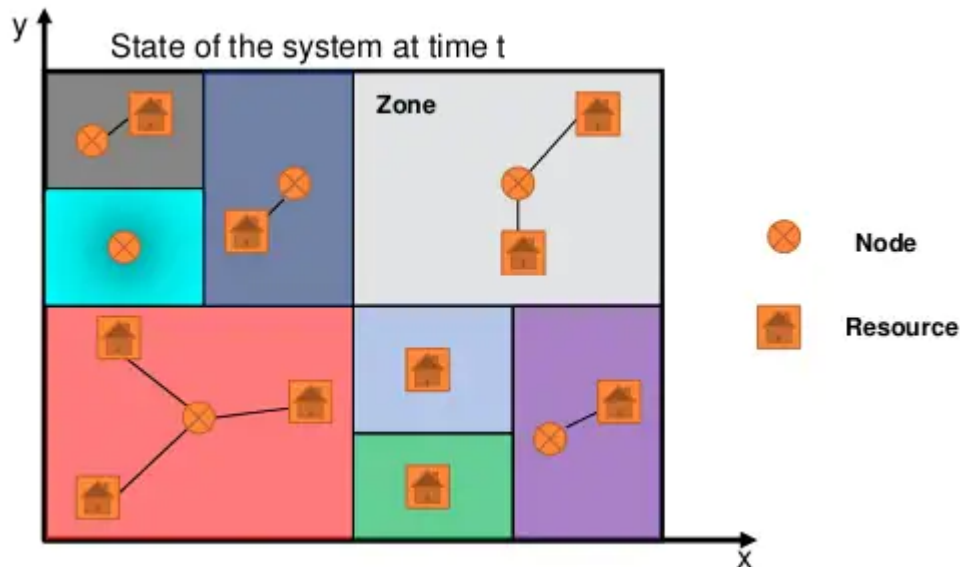 y
State of the system at time t
Zone
Node
Resource
x